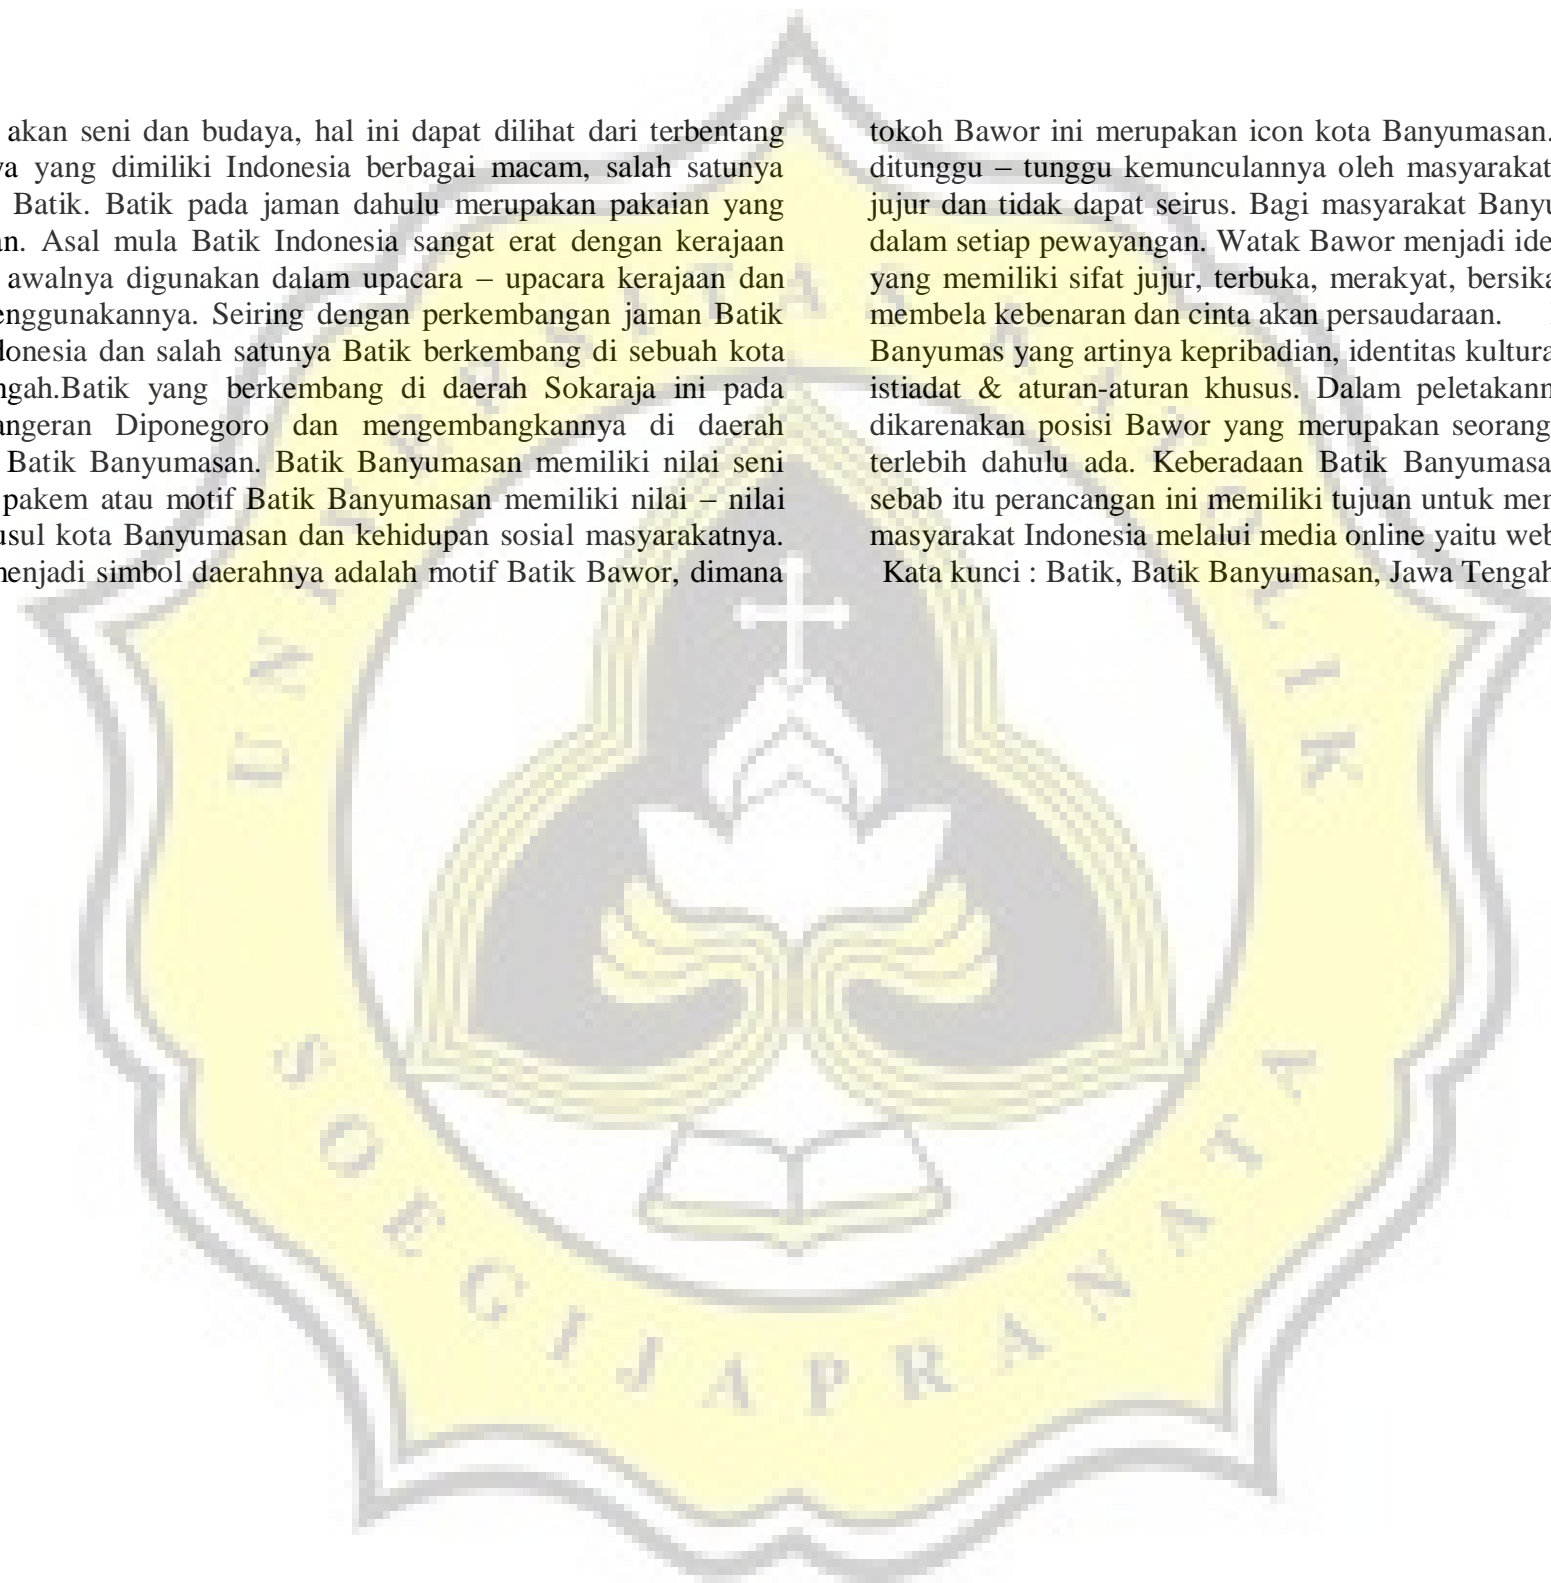 akan seni dan budaya, hal ini dapat dilihat dari terbentang
yang dimiliki Indonesia berbagai macam, salah satunya
Batik. Batik pada jaman dahulu merupakan pakaian yang
Asal mula Batik Indonesia sangat erat dengan kerajaan
awalnya digunakan dalam upacara – upacara kerajaan dan
enggunakannya. Seiring dengan perkembangan jaman Batik
donesia dan salah satunya Batik berkembang di sebuah kota
ngah.Batik yang berkembang di daerah Sokaraja ini pada
angeran Diponegoro dan mengembangkannya di daerah
Batik Banyumasan. Batik Banyumasan memiliki nilai seni
pakem atau motif Batik Banyumasan memiliki nilai – nilai
usul kota Banyumasan dan kehidupan sosial masyarakatnya.
menjadi simbol daerahnya adalah motif Batik Bawor, dimana
tokoh Bawor ini merupakan icon kota Banyumasan.
ditunggu – tunggu kemunculannya oleh masyarakat
jujur dan tidak dapat seirus. Bagi masyarakat Banyu
dalam setiap pewayangan. Watak Bawor menjadi ide
yang memiliki sifat jujur, terbuka, merakyat, bersika
membela kebenaran dan cinta akan persaudaraan.
Banyumas yang artinya kepribadian, identitas kultura
istiadat & aturan-aturan khusus. Dalam peletakann
dikarenakan posisi Bawor yang merupakan seorang
terlebih dahulu ada. Keberadaan Batik Banyumasa
sebab itu perancangan ini memiliki tujuan untuk men
masyarakat Indonesia melalui media online yaitu web
Kata kunci : Batik, Batik Banyumasan, Jawa Tengah
UNIVERSITAS KATOLIK
SOEGIJAPRANATA